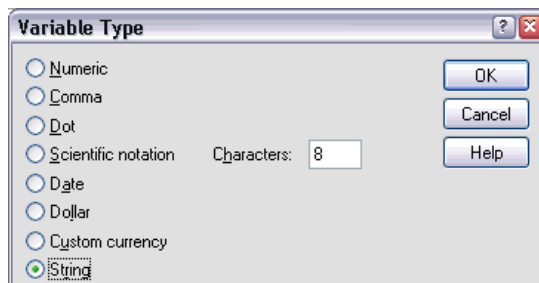 Variable Type
Numeric
OK
Comma
Cancel
Dot
Scientific notation Characters: 8
Help
Date
Dollar
Custom currency
String